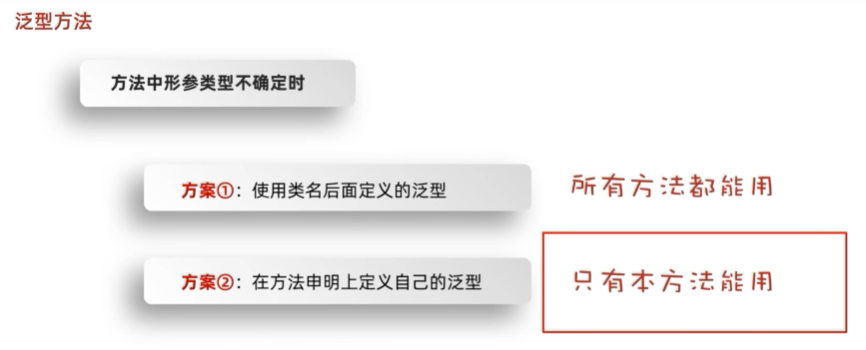 泛型方法
方法中形参类型不确定时
方案①：使用类名后面定义的泛型
所有方法都能用
方案②：在方法申明上定义自己的泛型
只有本方法能用